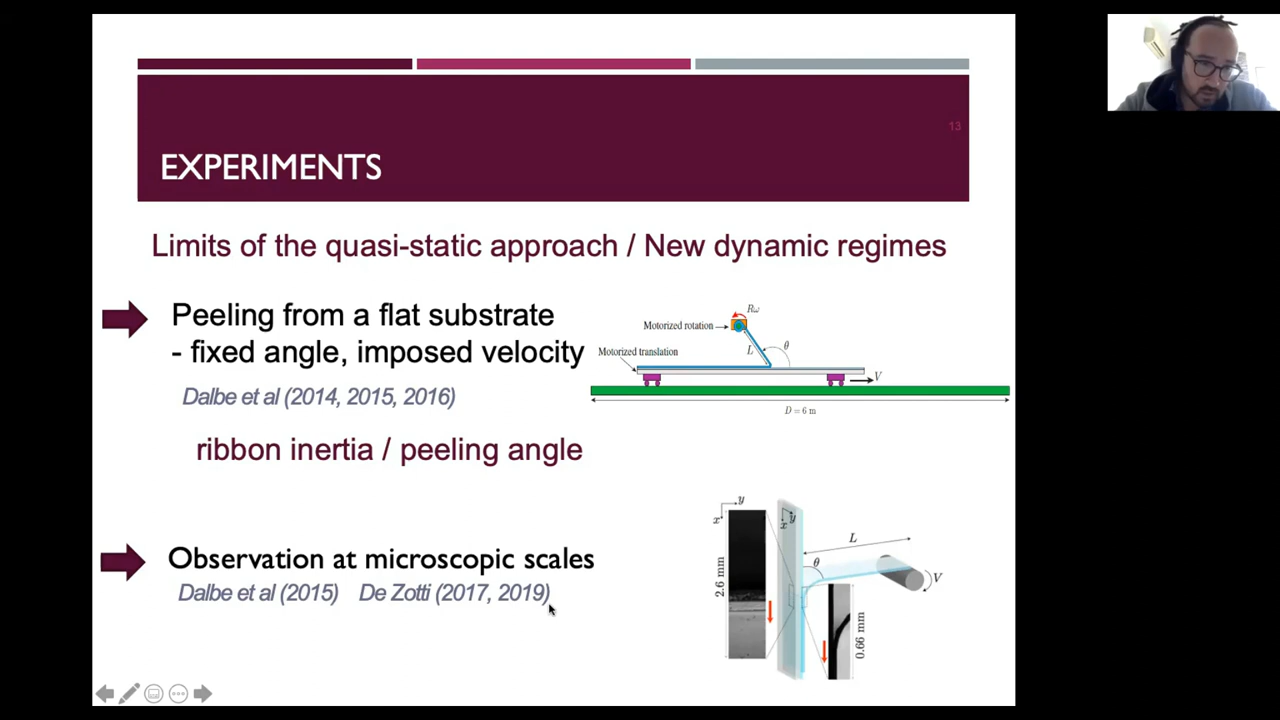 13
EXPERIMENTS
Limits of the quasi-static approach / New dynamic regimes
Peeling from a flat substrate
- fixed angle, imposed velocity
Dalbe et al (2014, 2015, 2016)
ribbon inertia / peeling angle
Rω
Motorized rotation
L
θ
Motorized translation
V
D = 6 m
Observation at microscopic scales
Dalbe et al (2015) De Zotti (2017, 2019)
y
x
2.6 mm
x
y
L
θ
V
0.66 mm